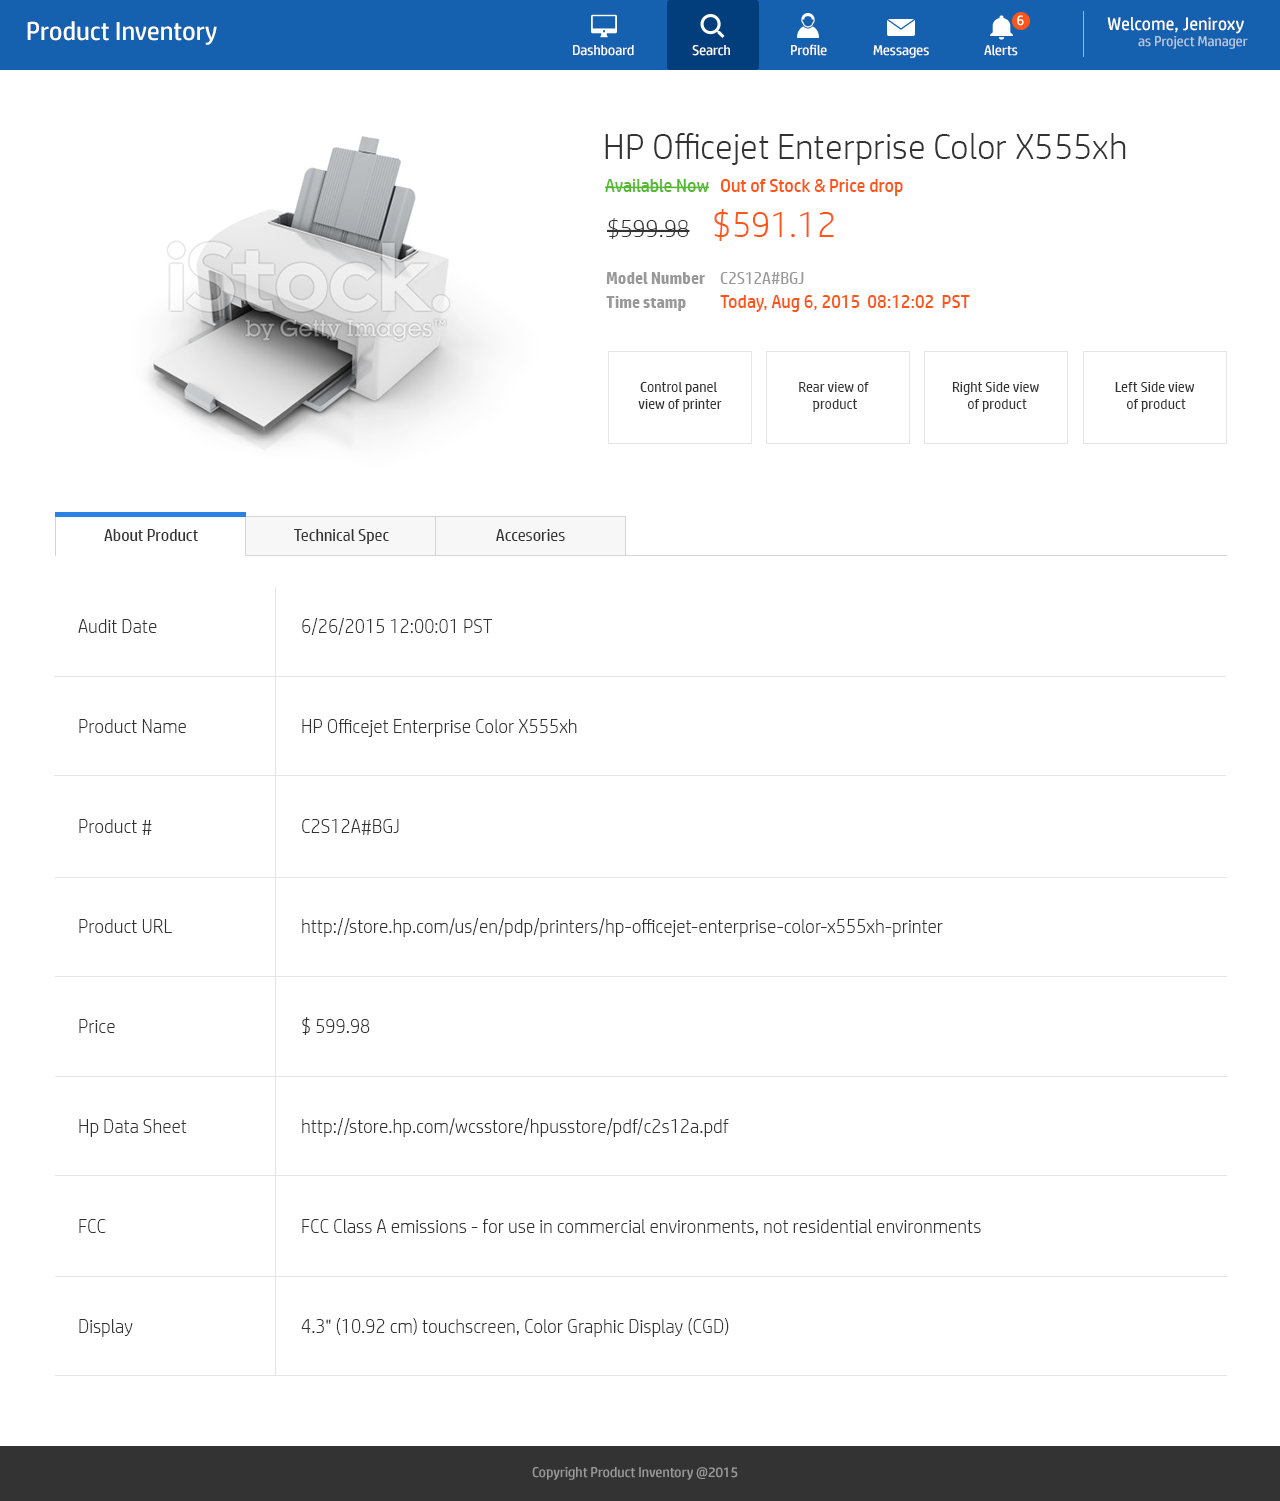 Product Inventory
Dashboard
Search
Profile
Messages
6
Alerts
Welcome, Jeniroxy
as Project Manager
iStock.
by Getty Images™
HP Officejet Enterprise Color X555xh
Available Now Out of Stock & Price drop
$599.98 $591.12
Model Number C2S12A#BGJ
Time stamp Today, Aug 6, 2015 08:12:02 PST
Control panel
view of printer
Rear view of
product
Right Side view
of product
Left Side view
of product
About Product
Technical Spec
Accesories
Audit Date 6/26/2015 12:00:01 PST
Product Name HP Officejet Enterprise Color X555xh
Product # C2S12A#BGJ
Product URL http://store.hp.com/us/en/pdp/printers/hp-officejet-enterprise-color-x555xh-printer
Price $ 599.98
Hp Data Sheet http://store.hp.com/wcsstore/hpusstore/pdf/c2s12a.pdf
FCC FCC Class A emissions - for use in commercial environments, not residential environments
Display 4.3" (10.92 cm) touchscreen, Color Graphic Display (CGD)
Copyright Product Inventory @2015